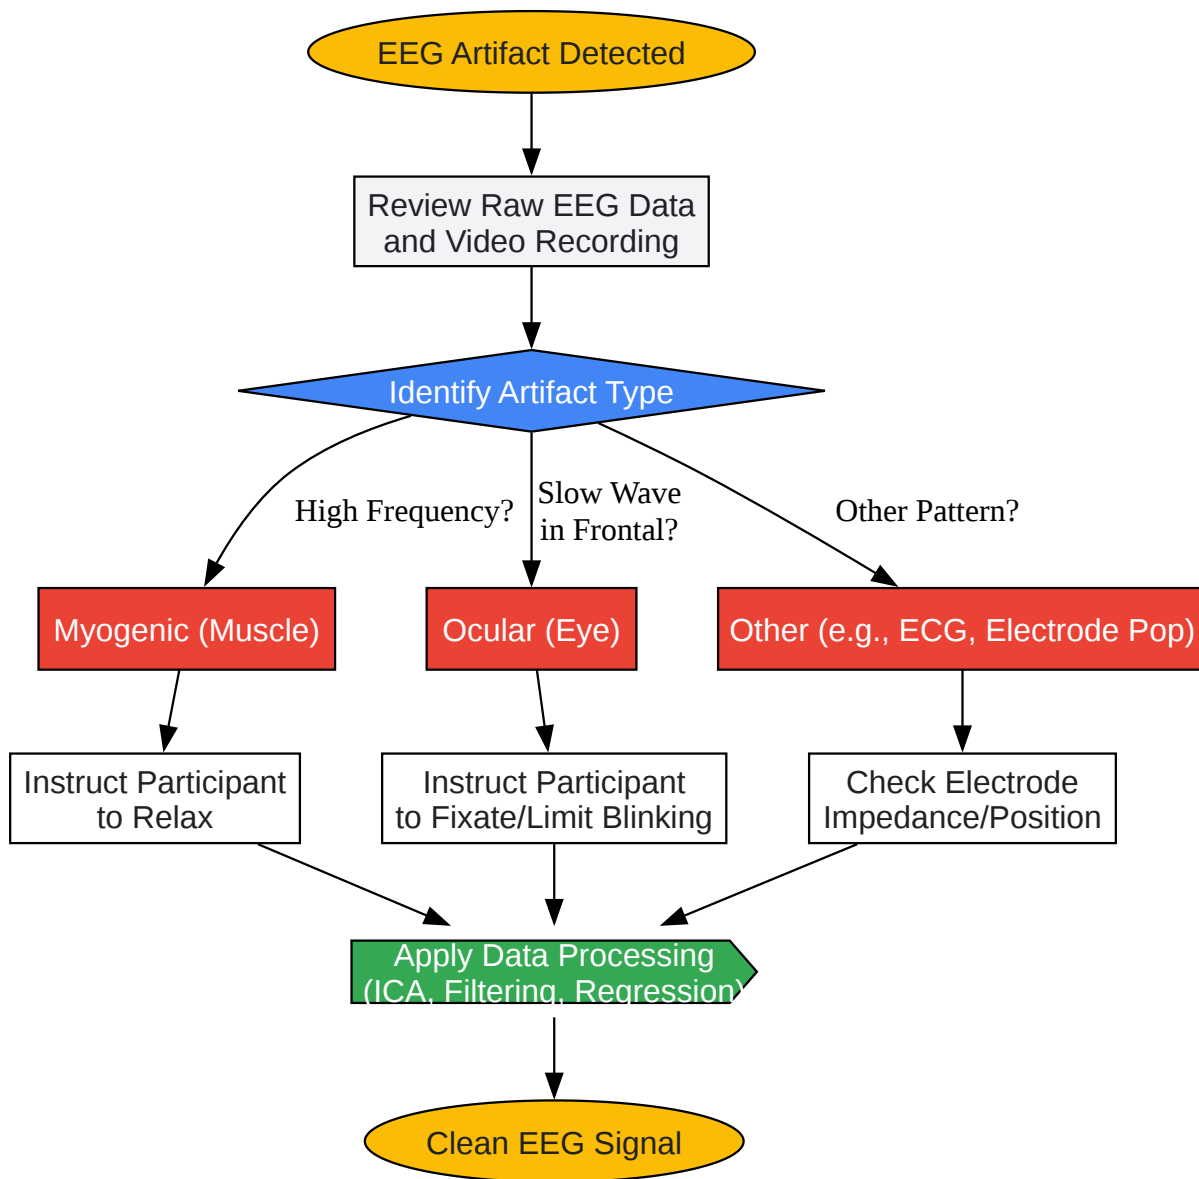 EEG Artifact Detected
Review Raw EEG Data
and Video Recording
Identify Artifact Type
High Frequency?
Slow Wave
in Frontal?
Other Pattern?
Myogenic (Muscle)
Ocular (Eye)
Other (e.g., ECG, Electrode Pop)
Instruct Participant
to Relax
Instruct Participant
to Fixate/Limit Blinking
Check Electrode
Impedance/Position
Apply Data Processing
(ICA, Filtering, Regression)
Clean EEG Signal